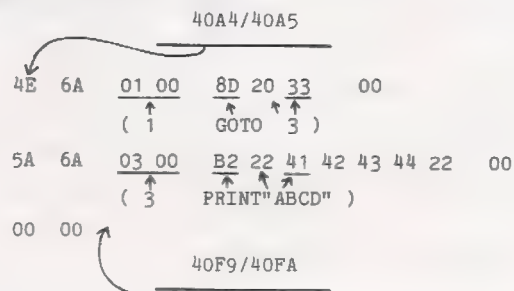 40A4/40A5
4E 6A 01 00 8D 20 33 00
( 1 GOTO 3 )
5A 6A 03 00 B2 22 41 42 43 44 22 00
( 3 PRINT"ABCD" )
00 00
40F9/40FA